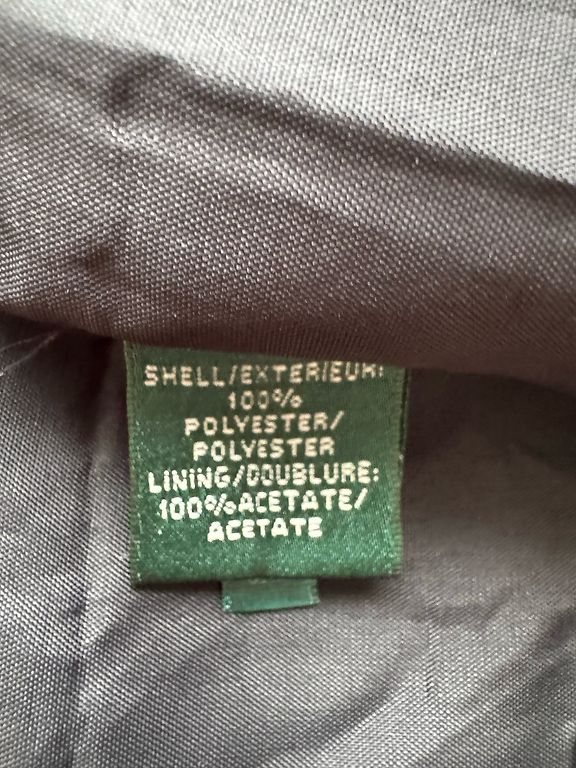 SHELL/EXTERIEUR:
100%
POLYESTER/
POLYESTER
LINING/DOUBLURE:
100%ACETATE/
ACETATE